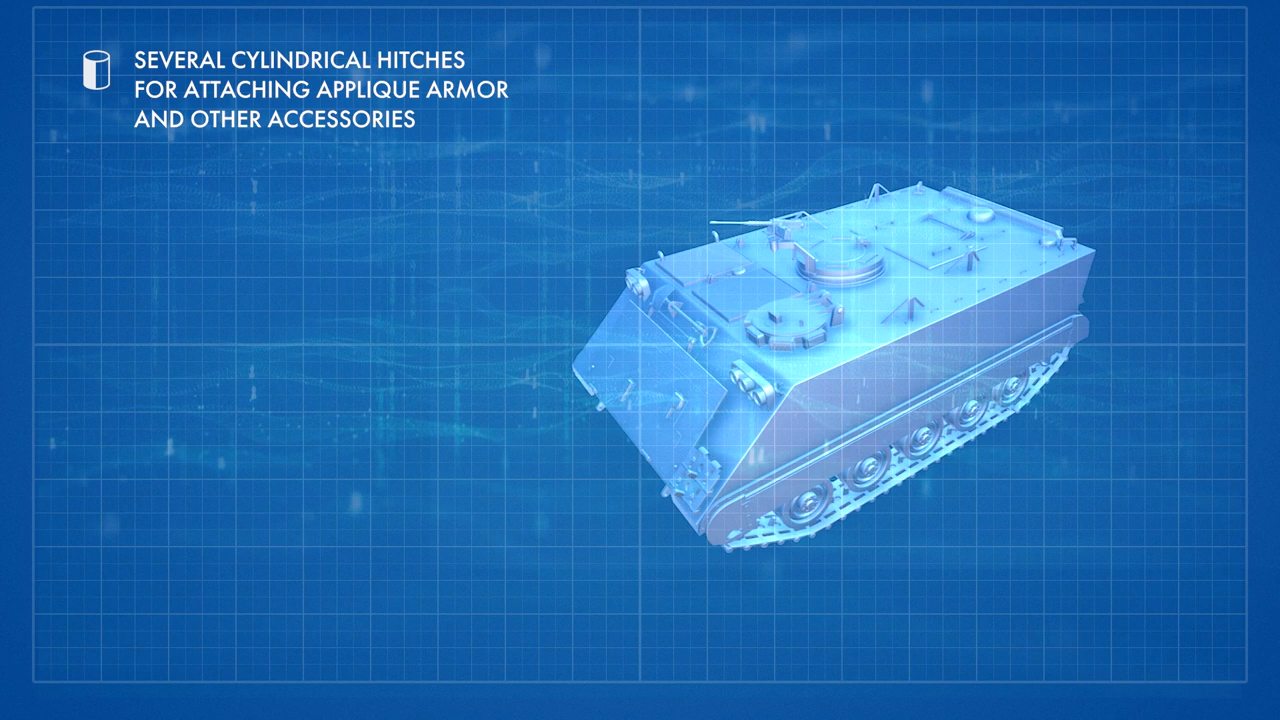 SEVERAL CYLINDRICAL HITCHES
FOR ATTACHING APPLIQUE ARMOR
AND OTHER ACCESSORIES